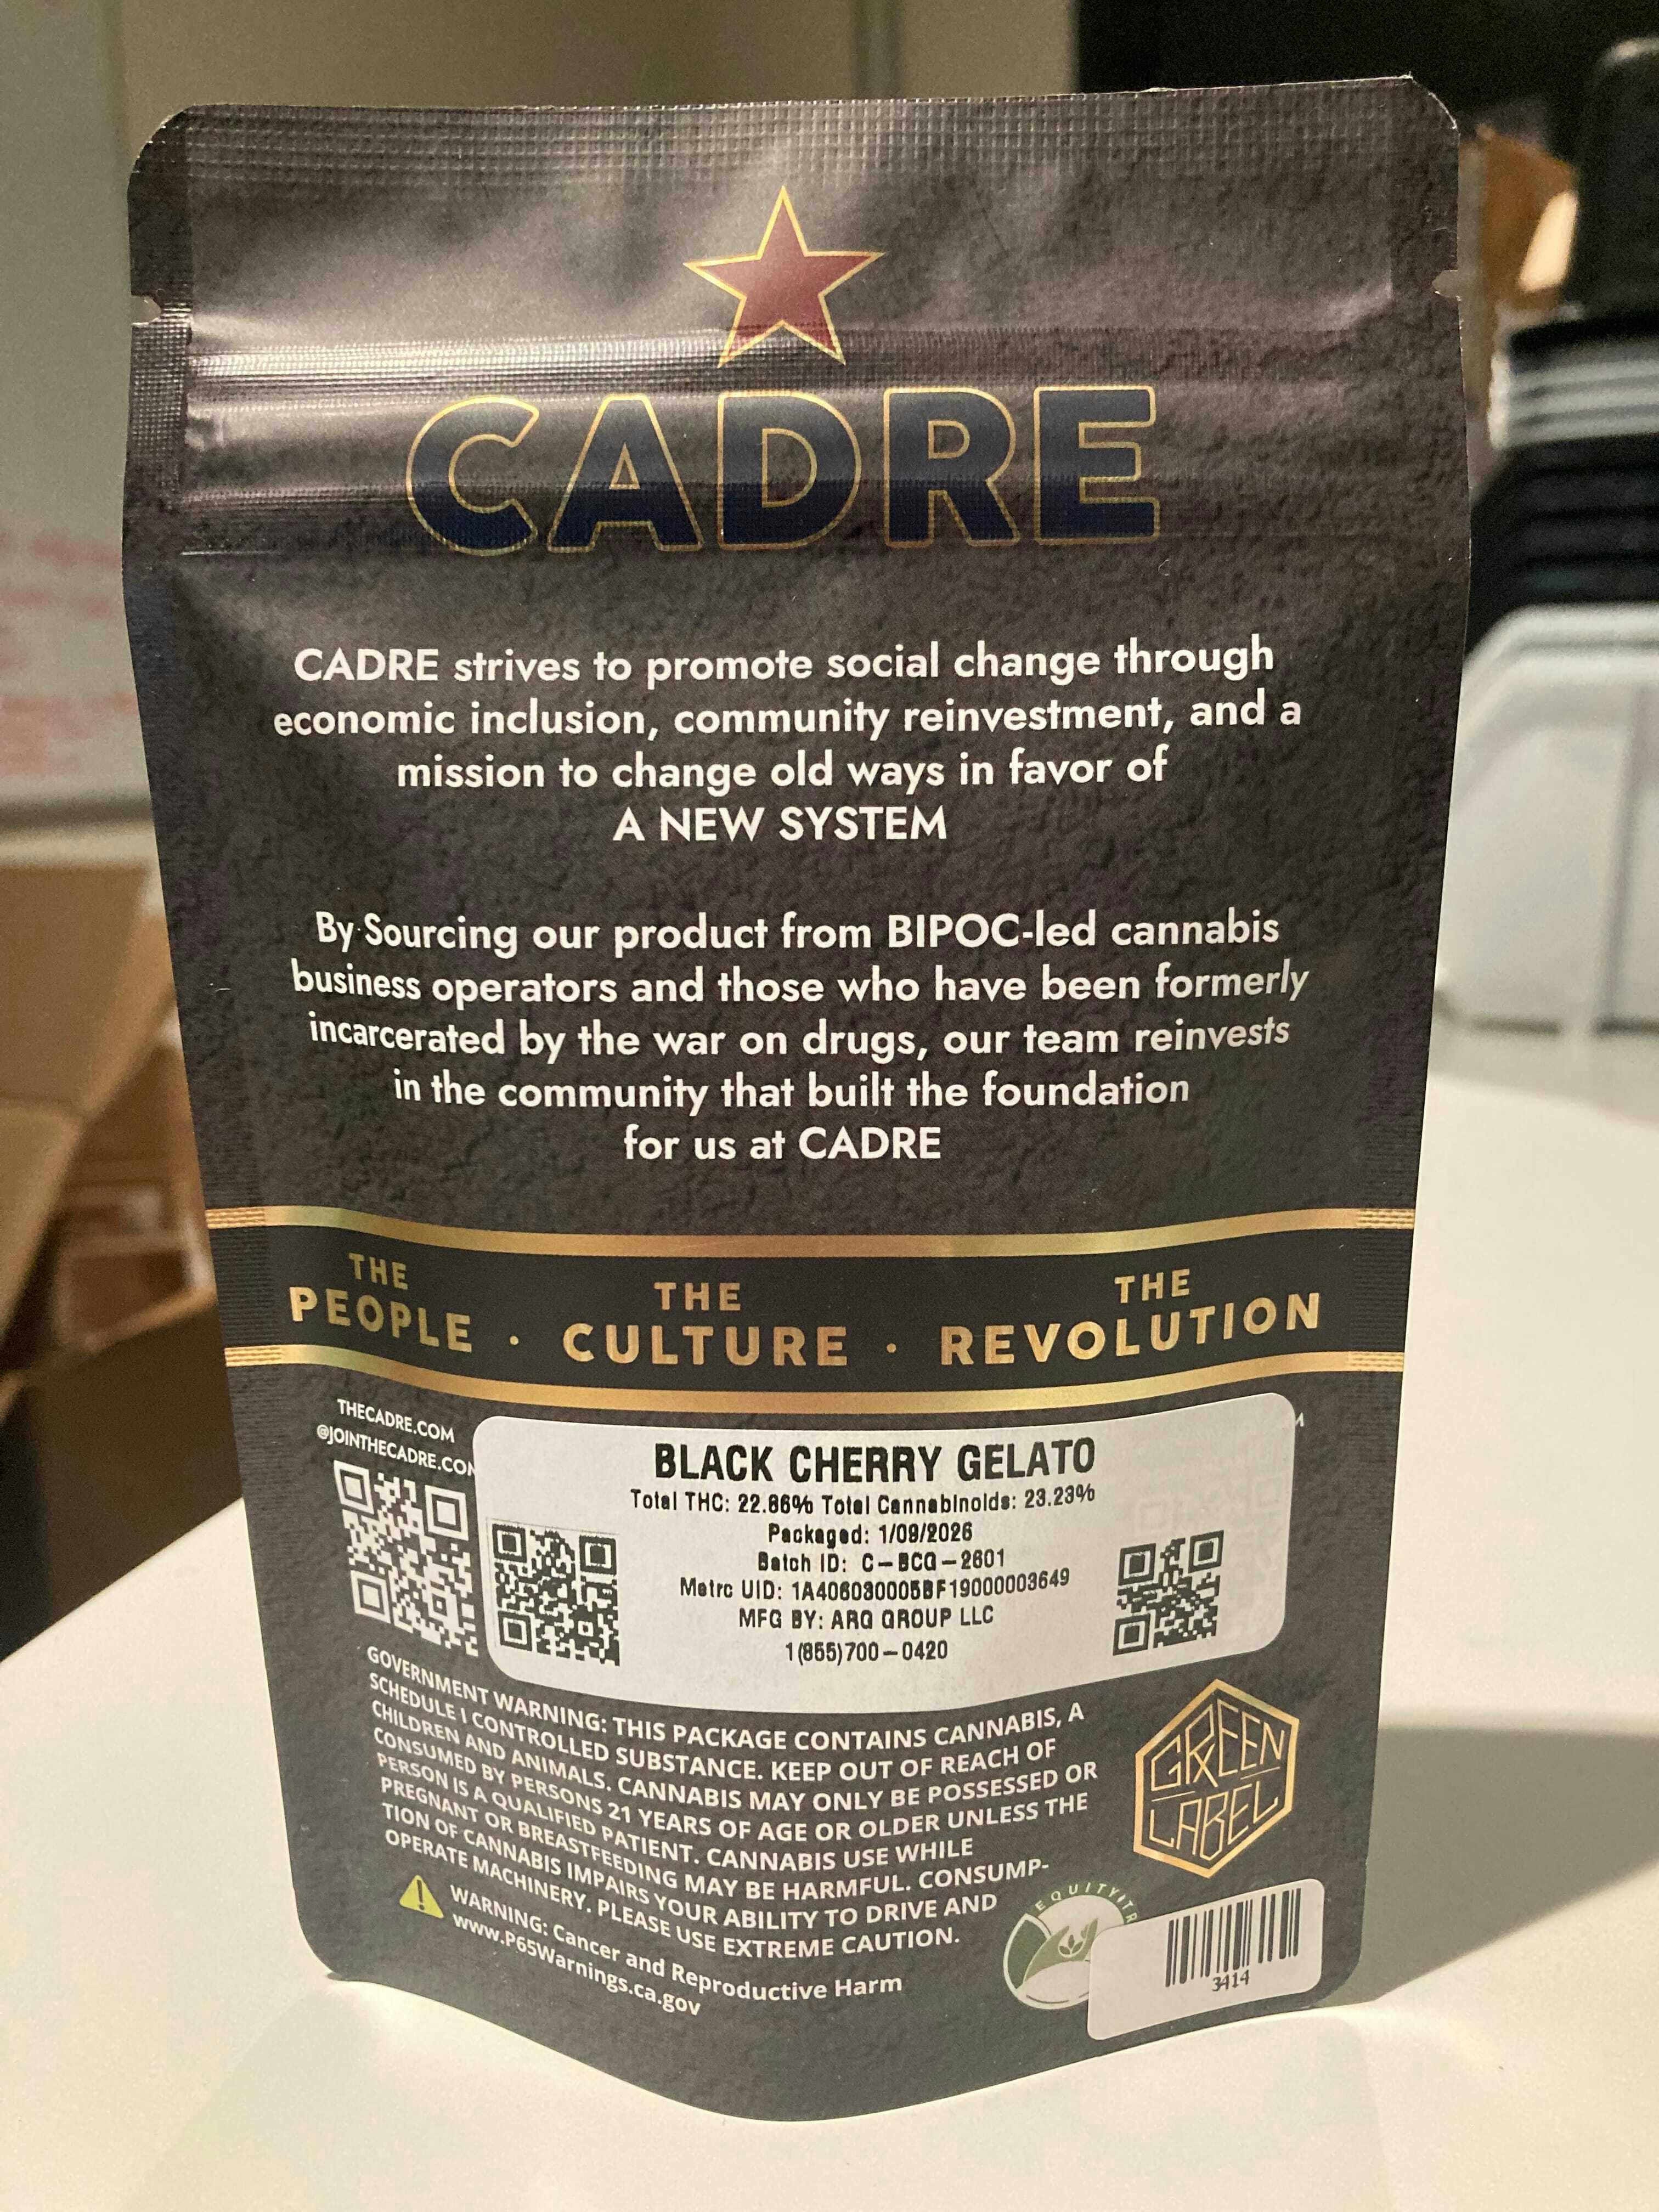 CADRE
CADRE strives to promote social change through
economic inclusion, community reinvestment, and a
mission to change old ways in favor of
A NEW SYSTEM
By Sourcing our product from BIPOC-led cannabis
business operators and those who have been formerly
incarcerated by the war on drugs, our team reinvests
in the community that built the foundation
for us at CADRE
THE PEOPLE · THE CULTURE · THE REVOLUTION
THECADRE.COM
@JOINTHECADRE.COM
BLACK CHERRY GELATO
Total THC: 22.86% Total Cannabinoids: 23.23%
Packaged: 1/09/2026
Batch ID: C-BCG-2601
Metrc UID:
MFG BY: ARG GROUP LLC
1(855)700-0420
GOVERNMENT WARNING: THIS PACKAGE CONTAINS CANNABIS, A
SCHEDULE I CONTROLLED SUBSTANCE. KEEP OUT OF REACH OF
CHILDREN AND ANIMALS. CANNABIS MAY ONLY BE POSSESSED OR
CONSUMED BY PERSONS 21 YEARS OF AGE OR OLDER UNLESS THE
PERSON IS A QUALIFIED PATIENT. CANNABIS USE WHILE
PREGNANT OR BREASTFEEDING MAY BE HARMFUL. CONSUMP-
TION OF CANNABIS IMPAIRS YOUR ABILITY TO DRIVE AND
OPERATE MACHINERY. PLEASE USE EXTREME CAUTION.
WARNING: Cancer and Reproductive Harm
www.P65Warnings.ca.gov
GREEN
LABEL
EQUITYITR
3414